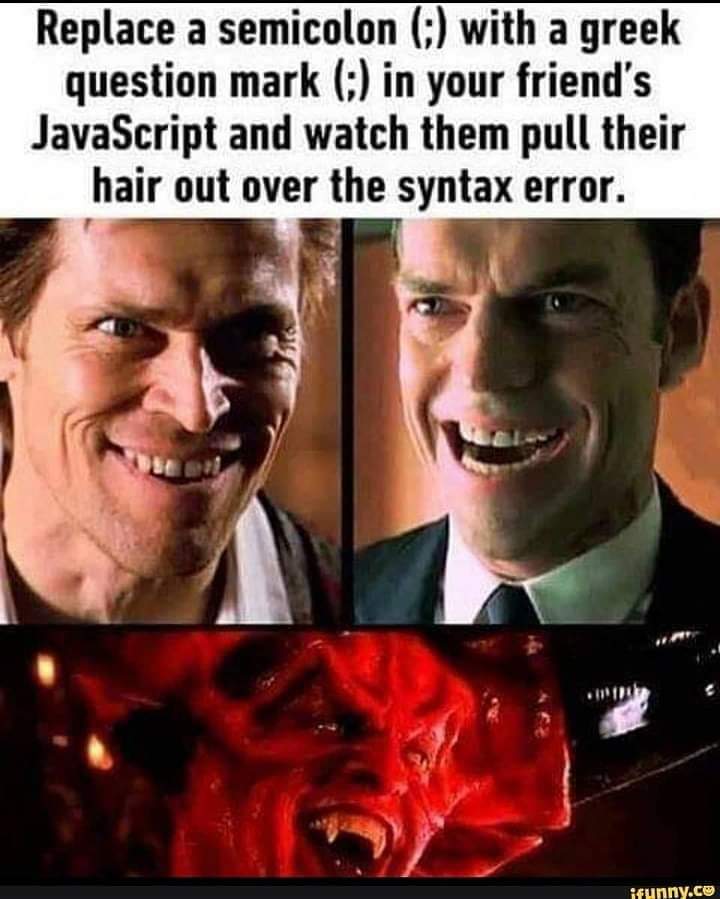 Replace a semicolon (;) with a greek
question mark (;) in your friend's
JavaScript and watch them pull their
hair out over the syntax error.
ifunny.co